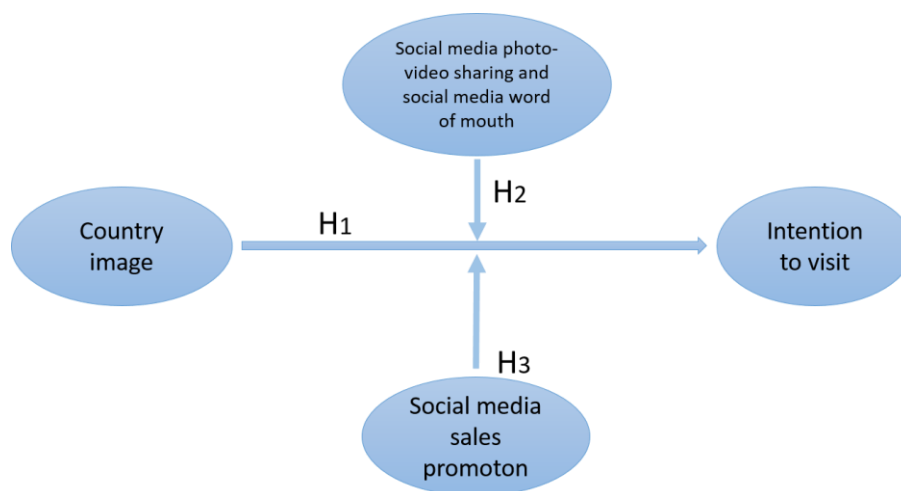 Social media photo-
video sharing and
social media word
of mouth
H2
Country
image
H1
Intention
to visit
H3
Social media
sales
promoton